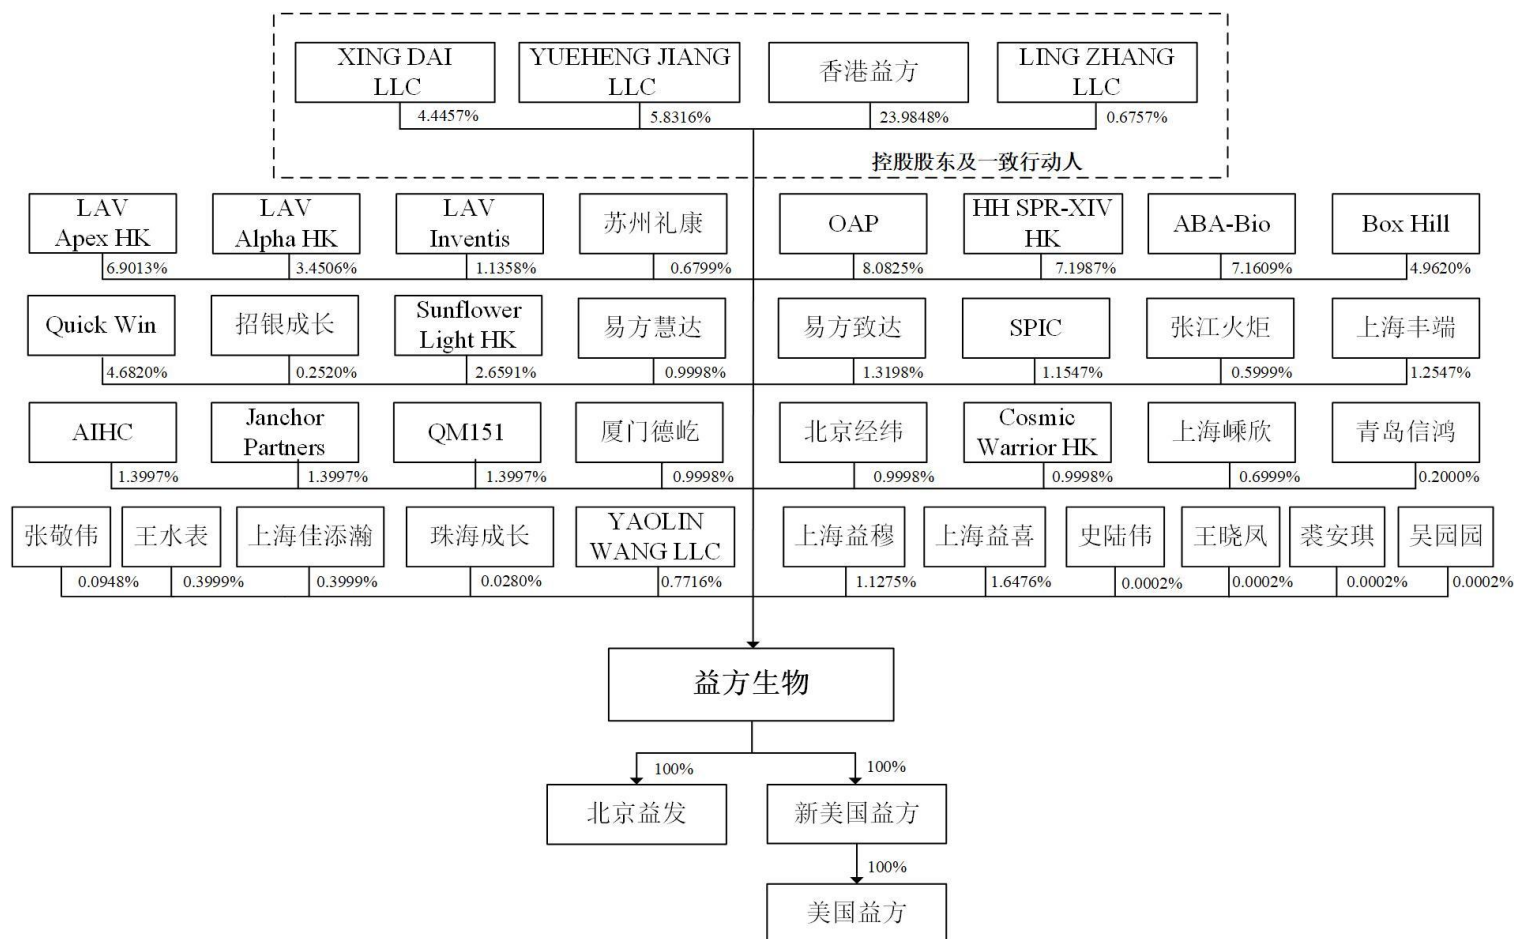 XING DAI
LLC
YUEHENG JIANG
LLC
香港益方
LING ZHANG
LLC
4.4457%
5.8316%
23.9848%
0.6757%
控股股东及一致行动人
LAV
Apex HK
LAV
Alpha HK
LAV
Inventis
苏州礼康
OAP
HH SPR-XIV
HK
ABA-Bio
Box Hill
6.9013%
3.4506%
1.1358%
0.6799%
8.0825%
7.1987%
7.1609%
4.9620%
Quick Win
招银成长
Sunflower
Light HK
易方慧达
易方致达
SPIC
张江火炬
上海丰端
4.6820%
0.2520%
2.6591%
0.9998%
1.3198%
1.1547%
0.5999%
1.2547%
AIHC
Janchor
Partners
QM151
厦门德屹
北京经纬
Cosmic
Warrior HK
上海嵊欣
青岛信鸿
1.3997%
1.3997%
1.3997%
0.9998%
0.9998%
0.9998%
0.6999%
0.2000%
张敬伟
王水表
上海佳添瀚
珠海成长
YAOLIN
WANG LLC
上海益穆
上海益喜
史陆伟
王晓凤
裘安琪
吴园园
0.0948%
0.3999%
0.3999%
0.0280%
0.7716%
1.1275%
1.6476%
0.0002%
0.0002%
0.0002%
0.0002%
益方生物
100%
100%
北京益发
新美国益方
100%
美国益方